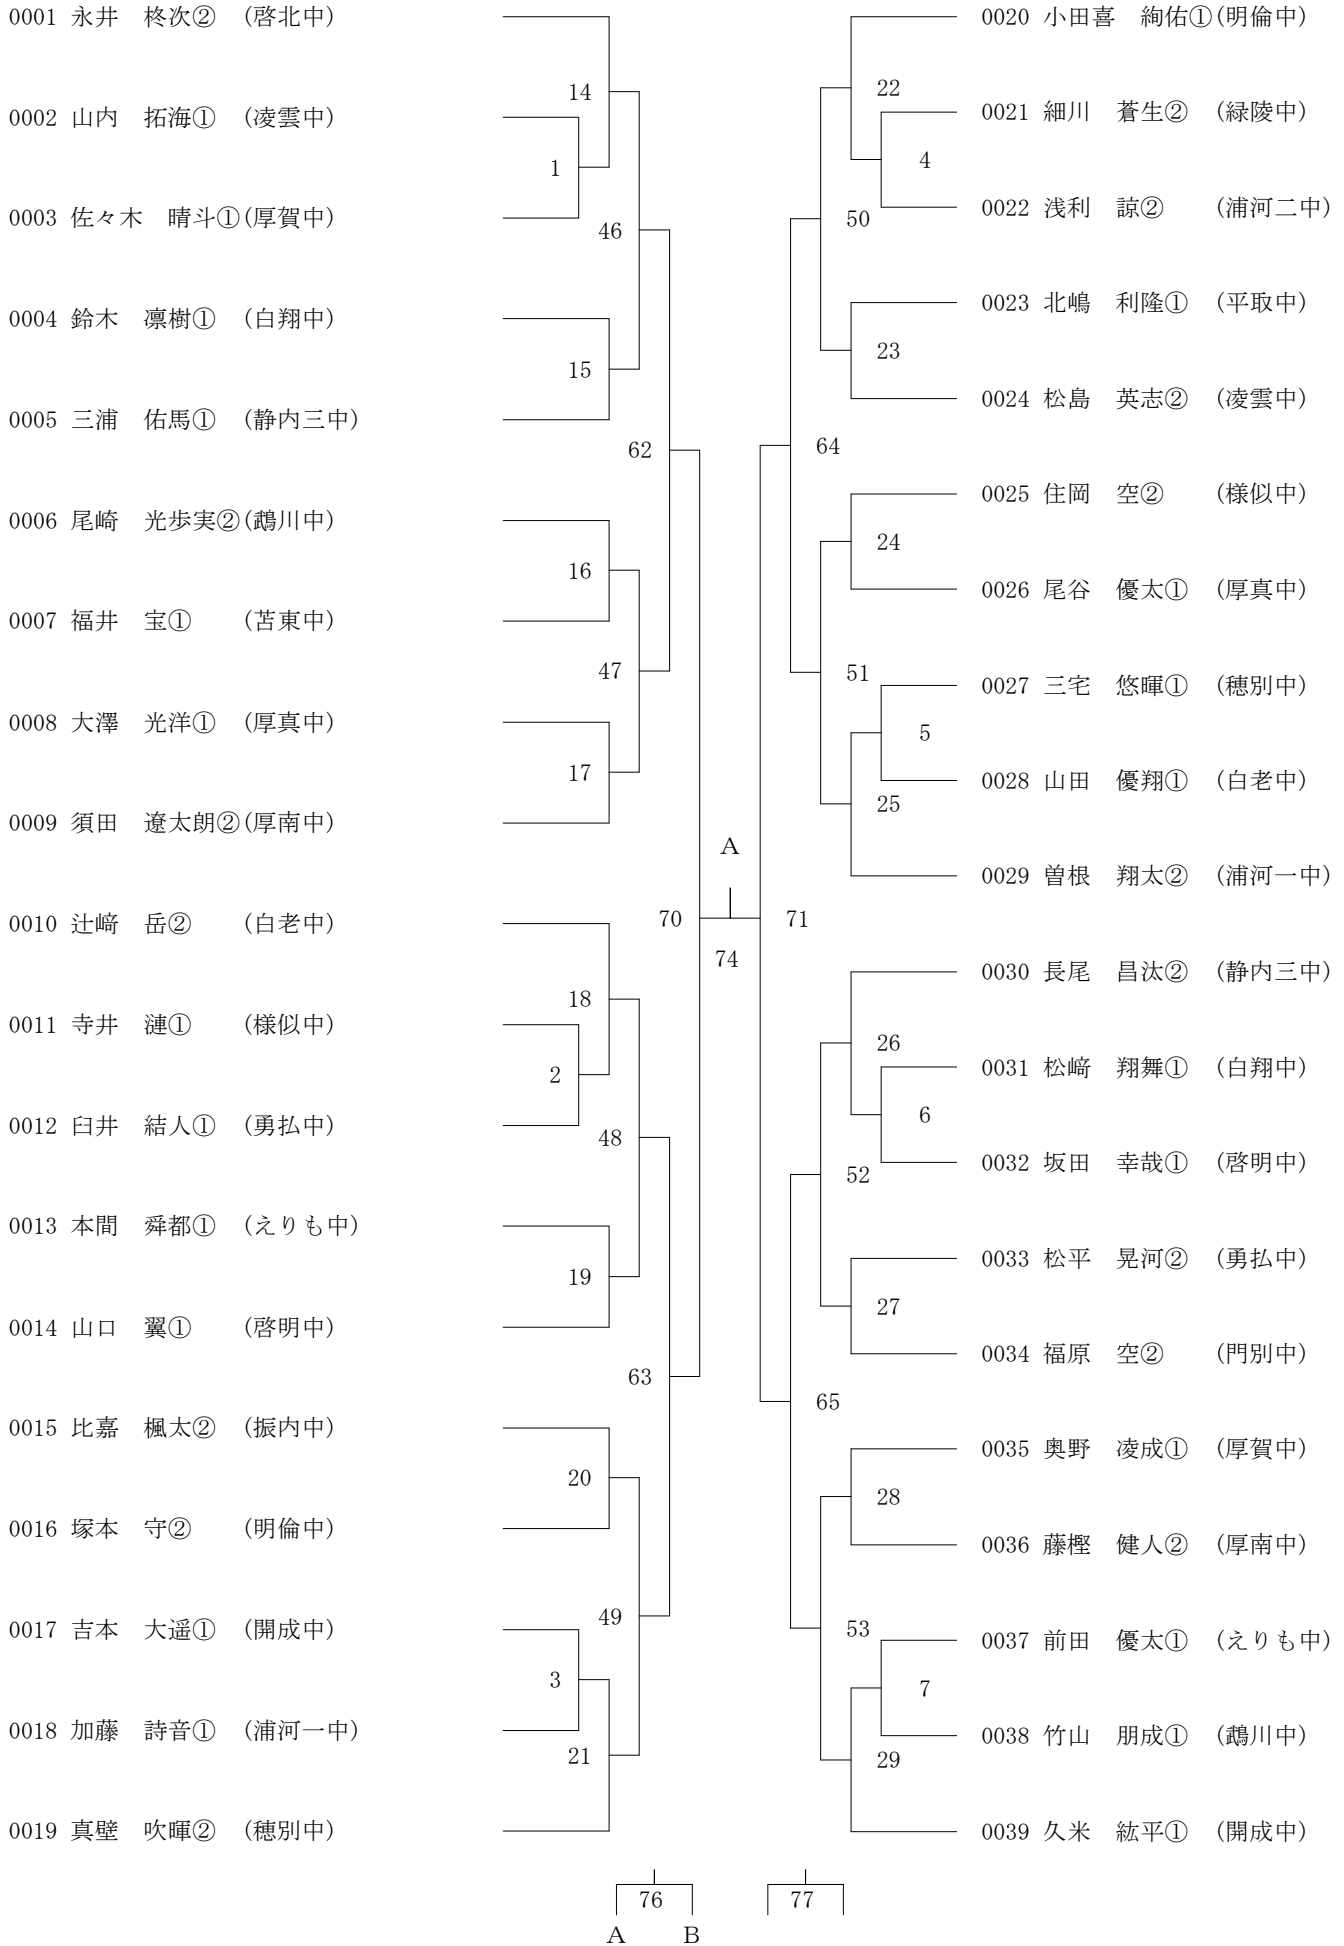 0001 永井　柊次② (啓北中)
0002 山内　拓海① (凌雲中)
0003 佐々木　晴斗① (厚賀中)
0004 鈴木　凛樹① (白翔中)
0005 三浦　佑馬① (静内三中)
0006 尾崎　光歩実② (鵡川中)
0007 福井　宝① (苫東中)
0008 大澤　光洋① (厚真中)
0009 須田　遼太朗② (厚南中)
0010 辻﨑　岳② (白老中)
0011 寺井　漣① (様似中)
0012 臼井　結人① (勇払中)
0013 本間　舜都① (えりも中)
0014 山口　翼① (啓明中)
0015 比嘉　楓太② (振内中)
0016 塚本　守② (明倫中)
0017 吉本　大遥① (開成中)
0018 加藤　詩音① (浦河一中)
0019 真壁　吹暉② (穂別中)
14
1
46
15
62
16
47
17
70
18
2
48
19
63
20
49
3
21
A
74
71
22
4
50
23
64
24
51
5
25
26
6
52
27
65
28
53
7
29
0020 小田喜　絢佑① (明倫中)
0021 細川　蒼生② (緑陵中)
0022 浅利　諒② (浦河二中)
0023 北嶋　利隆① (平取中)
0024 松島　英志② (凌雲中)
0025 住岡　空② (様似中)
0026 尾谷　優太① (厚真中)
0027 三宅　悠暉① (穂別中)
0028 山田　優翔① (白老中)
0029 曽根　翔太② (浦河一中)
0030 長尾　昌汰② (静内三中)
0031 松﨑　翔舞① (白翔中)
0032 坂田　幸哉① (啓明中)
0033 松平　晃河② (勇払中)
0034 福原　空② (門別中)
0035 奥野　凌成① (厚賀中)
0036 藤樫　健人② (厚南中)
0037 前田　優太① (えりも中)
0038 竹山　朋成① (鵡川中)
0039 久米　紘平① (開成中)
76
77
A B